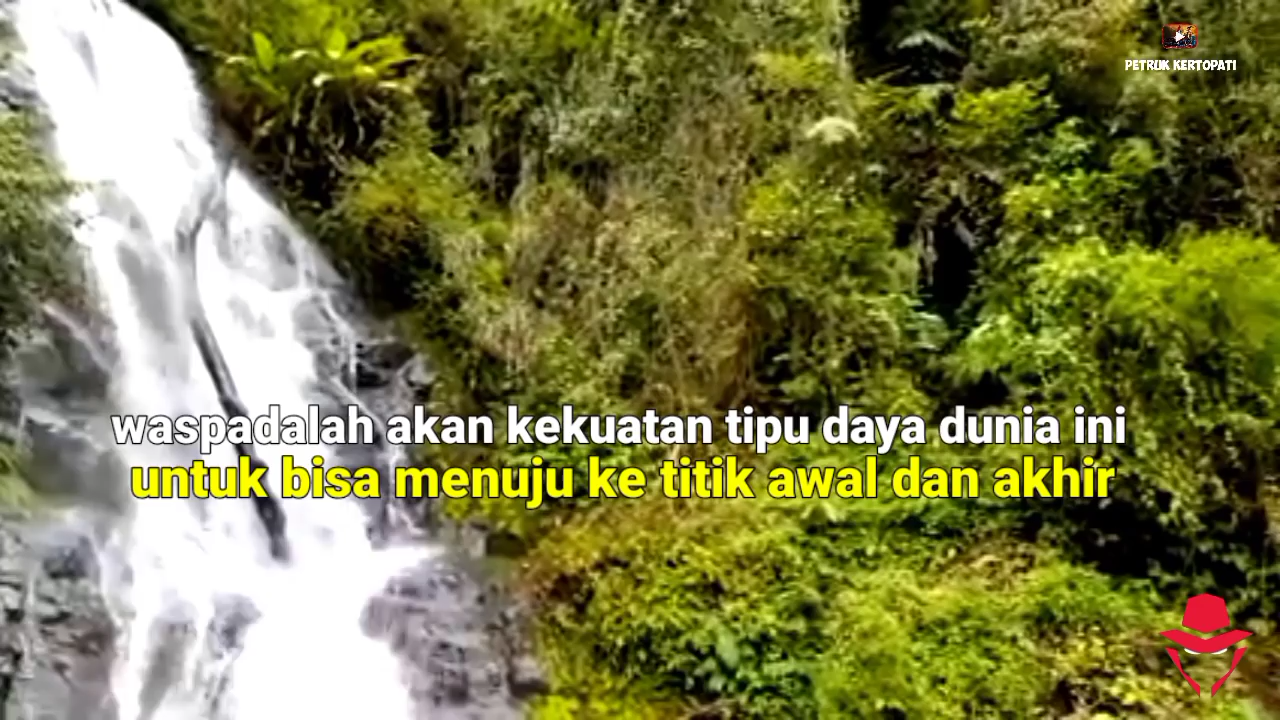 PETRUK KERTOPATI
waspadalah akan kekuatan tipu daya dunia ini
untuk bisa menuju ke titik awal dan akhir